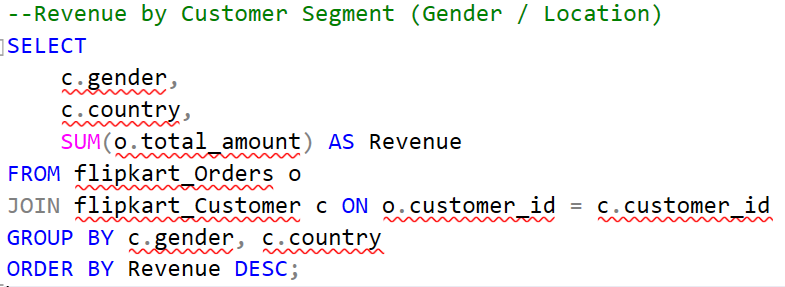 --Revenue by Customer Segment (Gender / Location)
SELECT
    c.gender,
    c.country,
    SUM(o.total_amount) AS Revenue
FROM flipkart_Orders o
JOIN flipkart_Customer c ON o.customer_id = c.customer_id
GROUP BY c.gender, c.country
ORDER BY Revenue DESC;